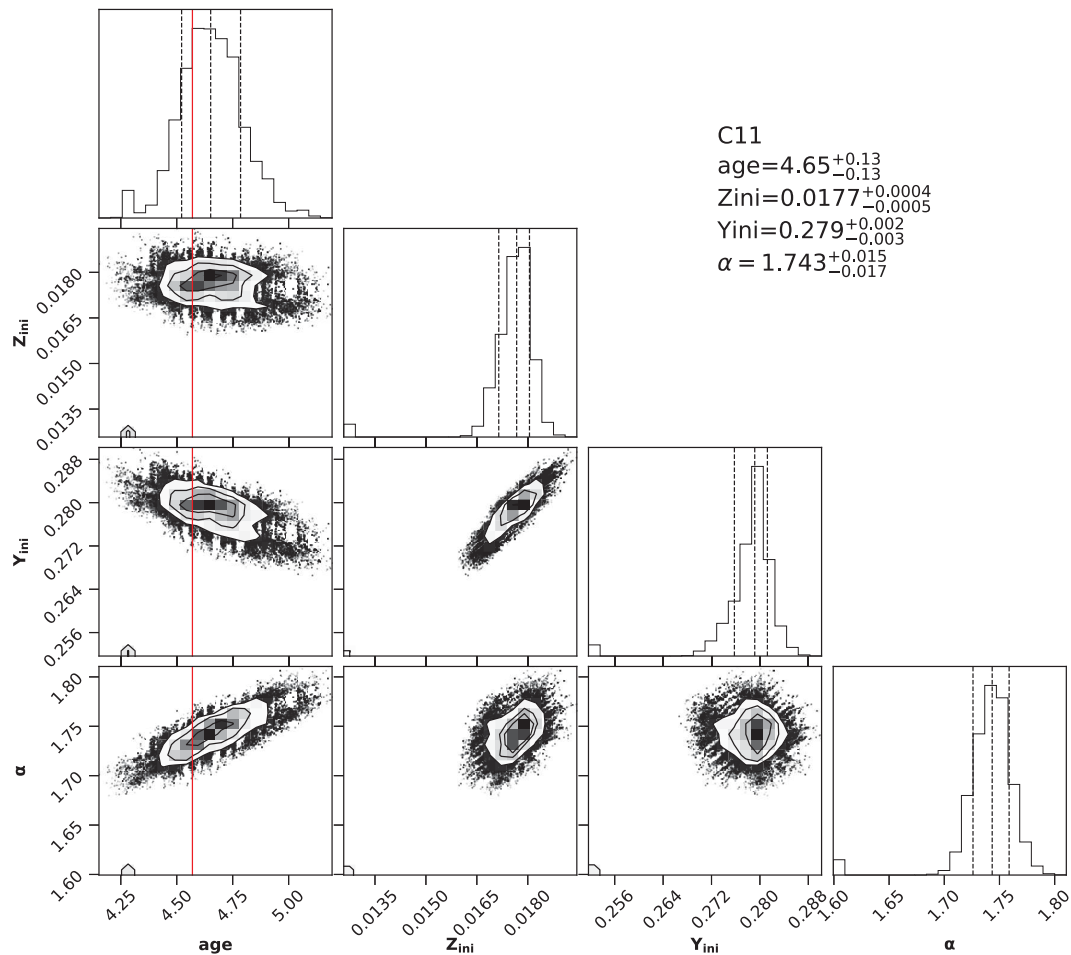 C11
age=4.65$^{+0.13}_{-0.13}$
Zini=0.0177$^{+0.0004}_{-0.0005}$
Yini=0.279$^{+0.002}_{-0.003}$
α = 1.743$^{+0.015}_{-0.017}$
0.0180
0.0165
0.0150
0.0135
Z$_{ini}$
0.288
0.280
0.272
0.264
0.256
Y$_{ini}$
1.80
1.75
1.70
1.65
1.60
α
4.25 4.50 4.75 5.00
0.0135 0.0150 0.0165 0.0180
0.256 0.264 0.272 0.280 0.288
1.60 1.65 1.70 1.75 1.80
age Z$_{ini}$ Y$_{ini}$ α